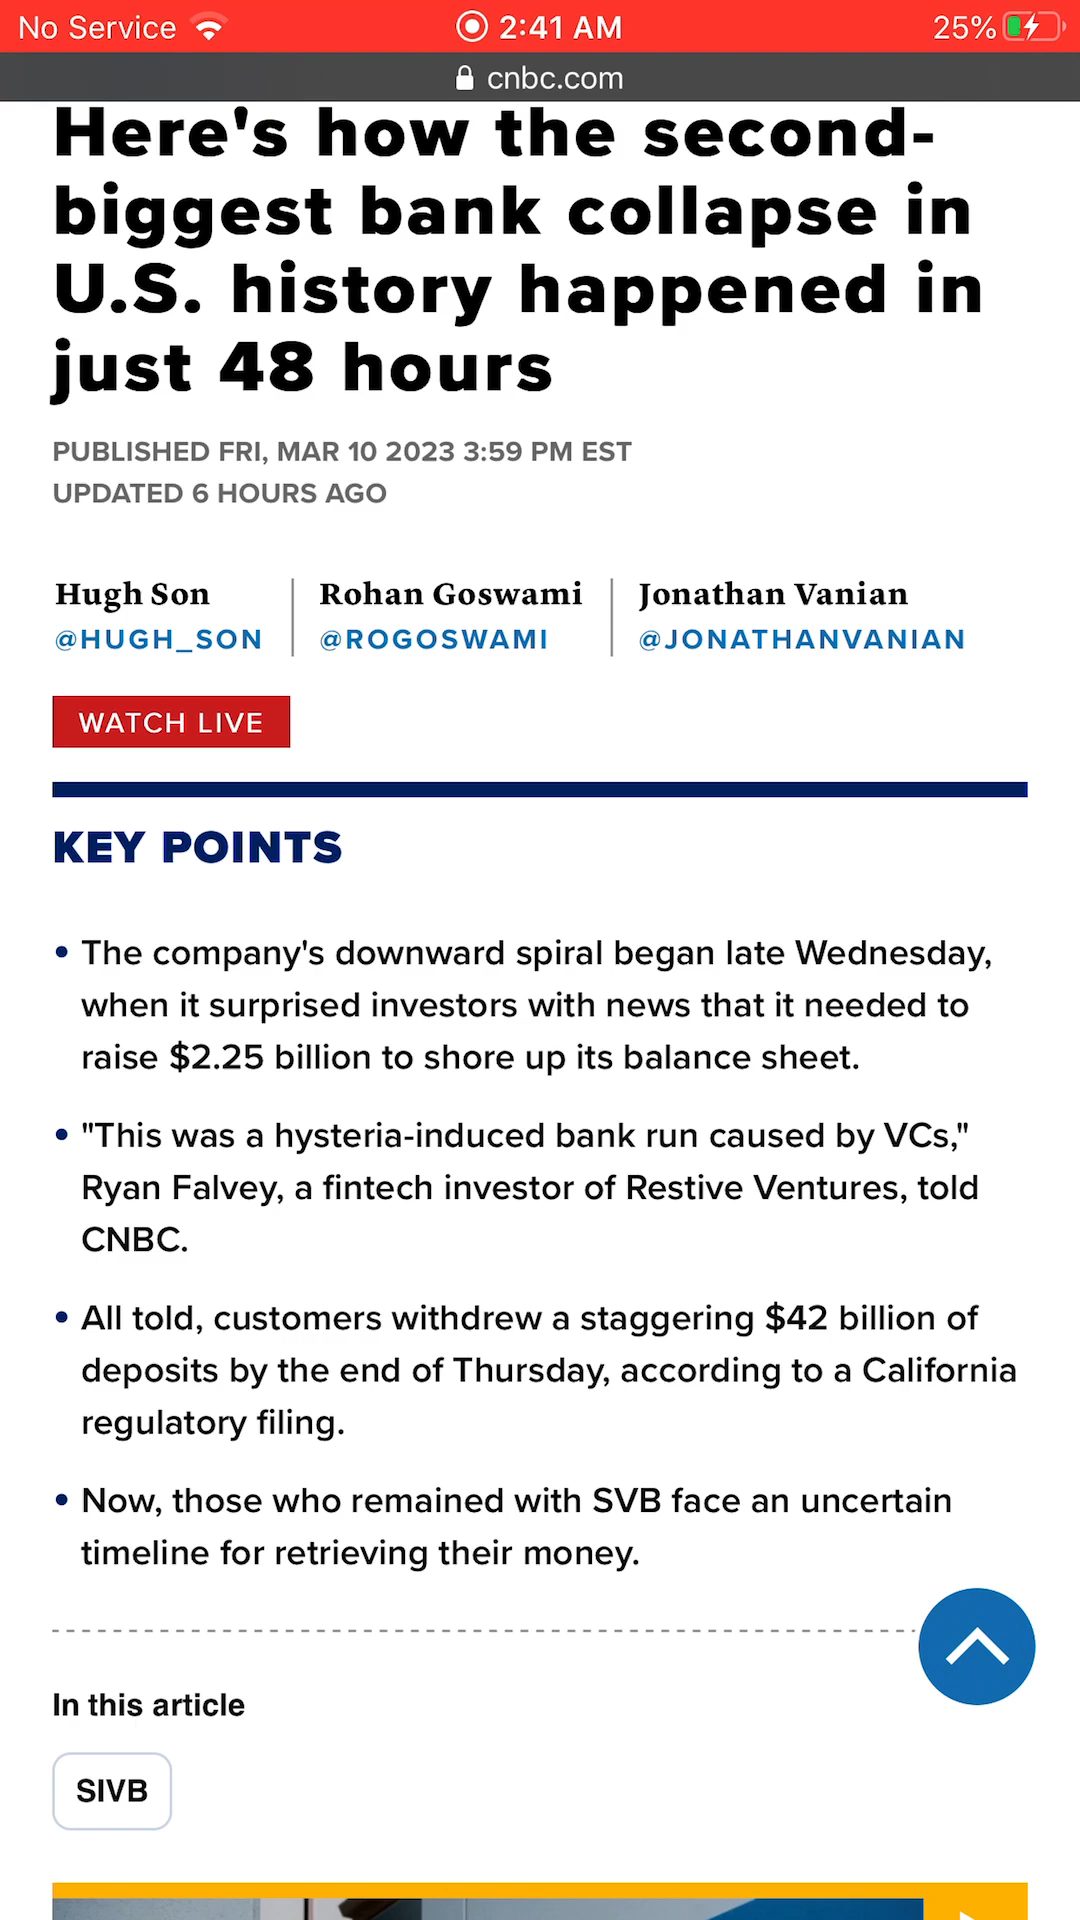 No Service 2:41 AM 25%
cnbc.com
Here's how the second-
biggest bank collapse in
U.S. history happened in
just 48 hours
PUBLISHED FRI, MAR 10 2023 3:59 PM EST
UPDATED 6 HOURS AGO
Hugh Son Rohan Goswami Jonathan Vanian
@HUGH_SON @ROGOSWAMI @JONATHANVANIAN
WATCH LIVE
KEY POINTS
• The company's downward spiral began late Wednesday,
when it surprised investors with news that it needed to
raise $2.25 billion to shore up its balance sheet.
• "This was a hysteria-induced bank run caused by VCs,"
Ryan Falvey, a fintech investor of Restive Ventures, told
CNBC.
• All told, customers withdrew a staggering $42 billion of
deposits by the end of Thursday, according to a California
regulatory filing.
• Now, those who remained with SVB face an uncertain
timeline for retrieving their money.
In this article
SIVB